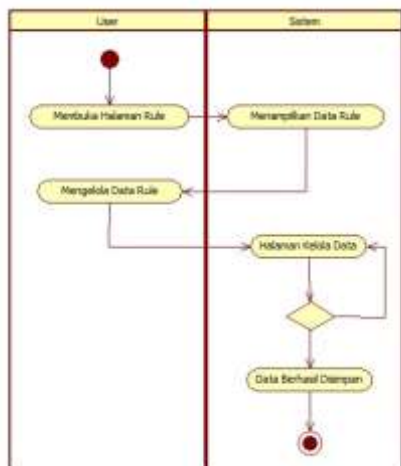 User
Sistem
Membuka Halaman Rule
Menampilkan Data Rule
Mengelola Data Rule
Halaman Kelola Data
Data Berhasil Disimpan